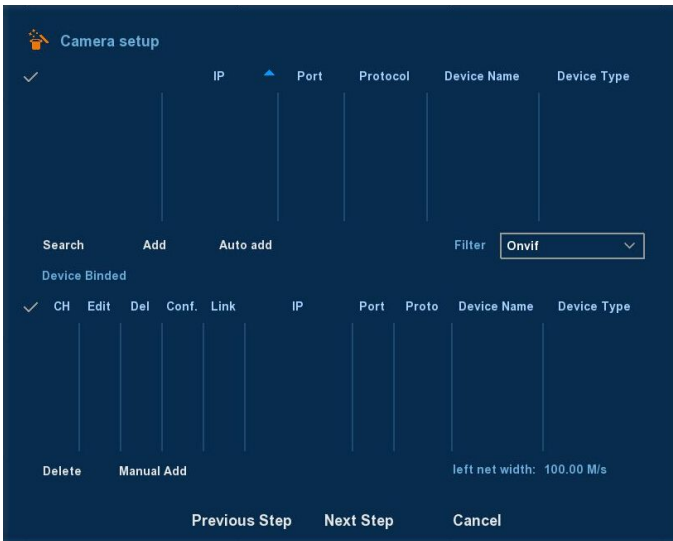 Camera setup
IP Port Protocol Device Name Device Type
Search Add Auto add Filter Onvif
Device Binded
CH Edit Del Conf. Link IP Port Proto Device Name Device Type
Delete Manual Add left net width: 100.00 M/s
Previous Step Next Step Cancel